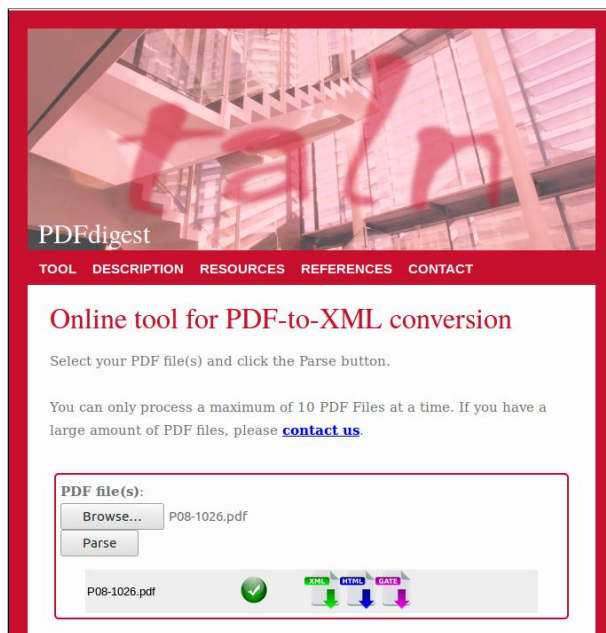 taln
PDFdigest
TOOL DESCRIPTION RESOURCES REFERENCES CONTACT
Online tool for PDF-to-XML conversion
Select your PDF file(s) and click the Parse button.
You can only process a maximum of 10 PDF Files at a time. If you have a
large amount of PDF files, please contact us.
PDF file(s):
Browse... P08-1026.pdf
Parse
P08-1026.pdf XML HTML GATE